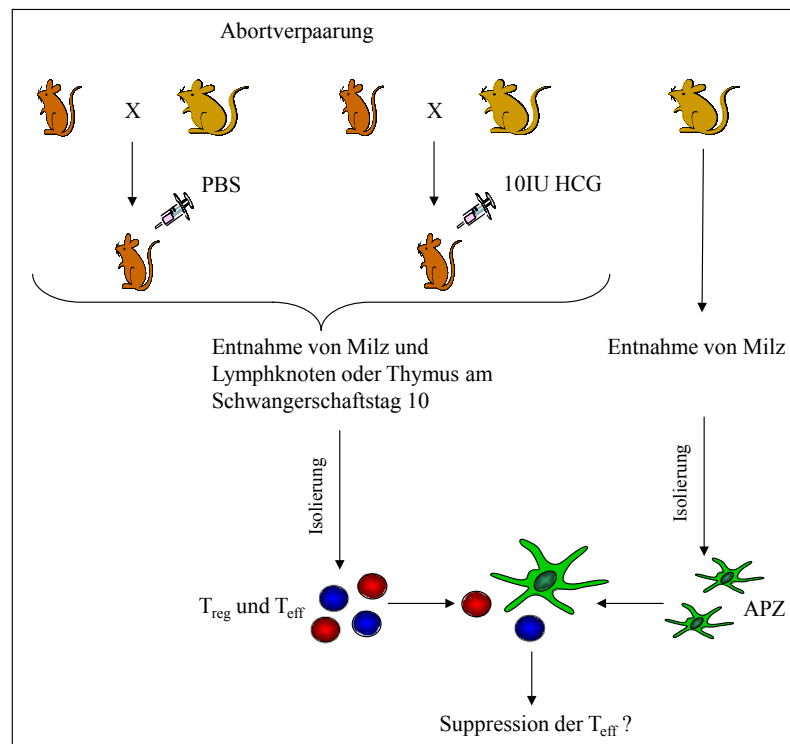 Abortverpaarung
X
X
PBS
10IU HCG
Entnahme von Milz und
Lymphknoten oder Thymus am
Schwangerschaftstag 10
Entnahme von Milz
Isolierung
Isolierung
Treg und Teff
APZ
Suppression der Teff ?